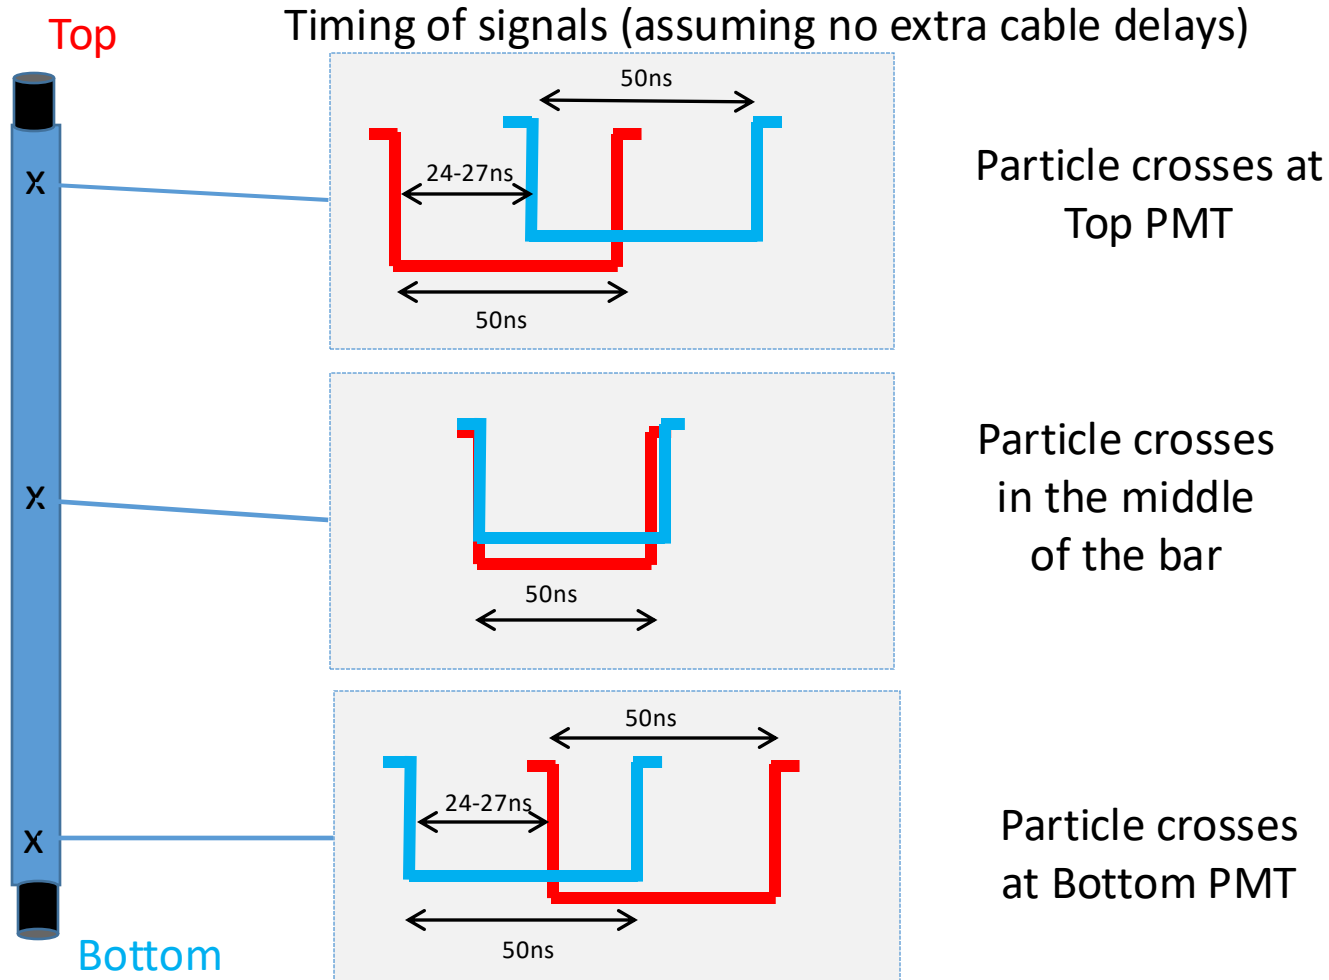 Timing of signals (assuming no extra cable delays)
Top
50ns
24-27ns
50ns
X
Particle crosses at
Top PMT
X
50ns
Particle crosses
in the middle
of the bar
50ns
24-27ns
50ns
X
Particle crosses
at Bottom PMT
Bottom